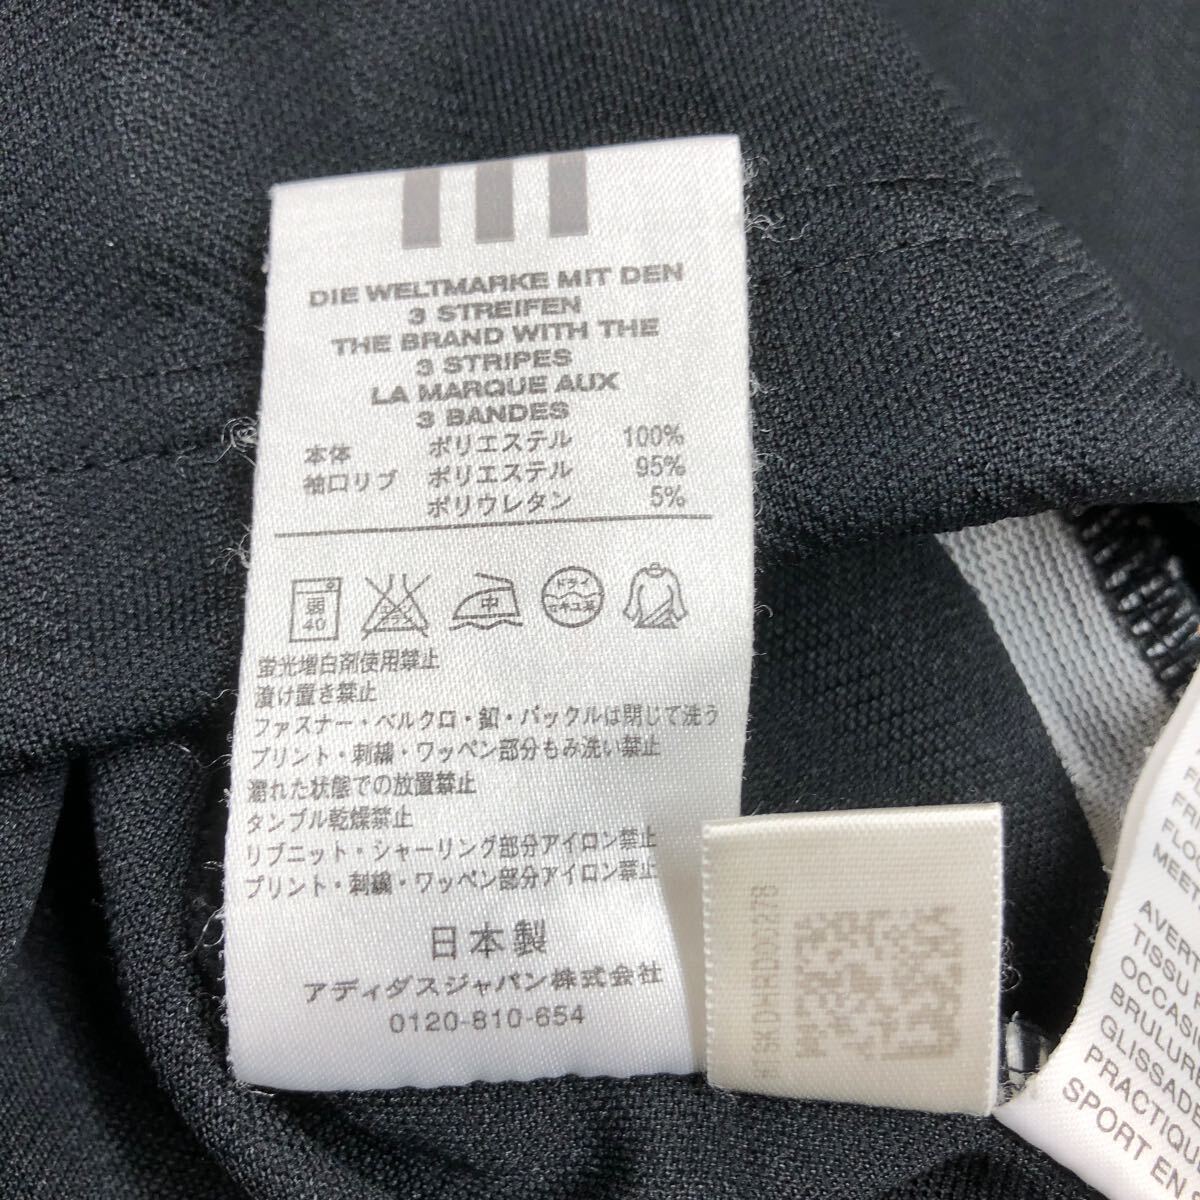 DIE WELTMARKE MIT DEN
3 STREIFEN
THE BRAND WITH THE
3 STRIPES
LA MARQUE AUX
3 BANDES
本体 ポリエステル 100%
袖口リブ ポリエステル 95%
ポリウレタン 5%
弱
40
中
ドライ
蛍光増白剤使用禁止
漬け置き禁止
ファスナー・ベルクロ・釦・バックルは閉じて洗う
プリント・刺繍・ワッペン部分もみ洗い禁止
濡れた状態での放置禁止
タンブル乾燥禁止
リブニット・シャーリング部分アイロン禁止
プリント・刺繍・ワッペン部分アイロン禁止
日本製
アディダスジャパン株式会社
0120-810-654
AVERT
TISSU
OCCASI
BRULURE
GLISSADE
PRACTIQU
SPORT EN